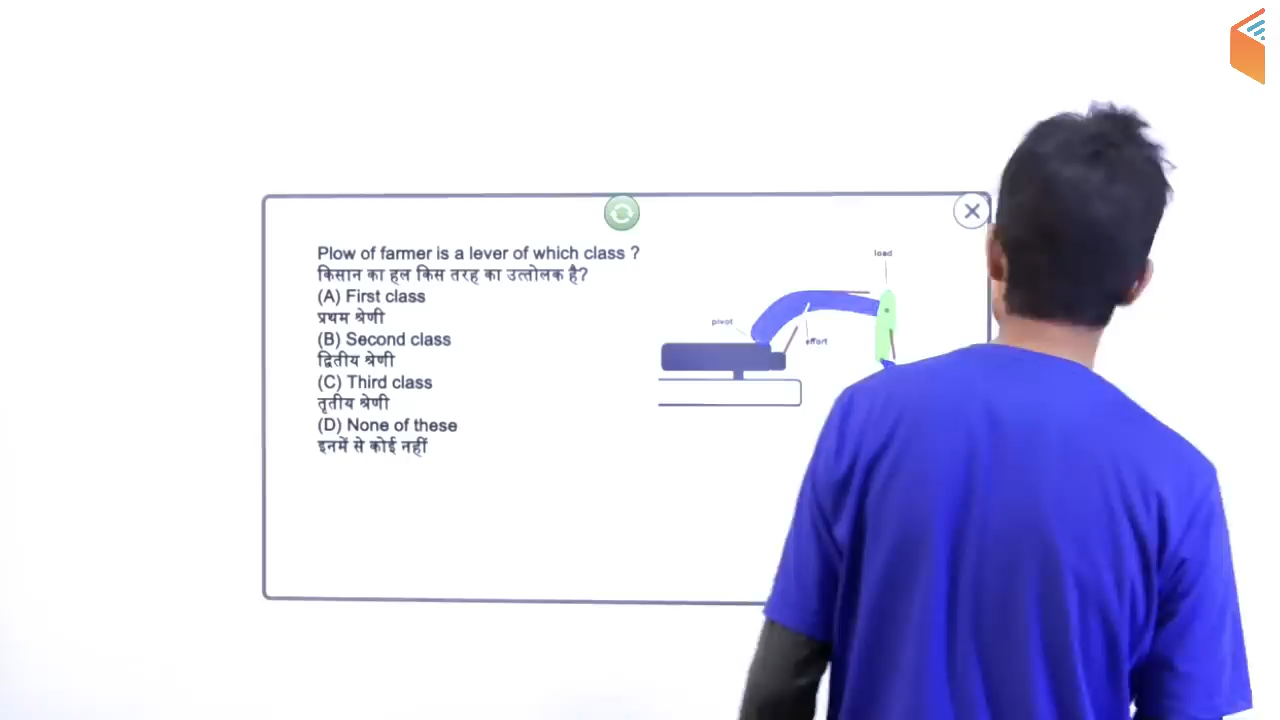 Plow of farmer is a lever of which class ?
किसान का हल किस तरह का उत्तोलक है?
(A) First class
प्रथम श्रेणी
(B) Second class
द्वितीय श्रेणी
(C) Third class
तृतीय श्रेणी
(D) None of these
इनमें से कोई नहीं
load
pivot
effort